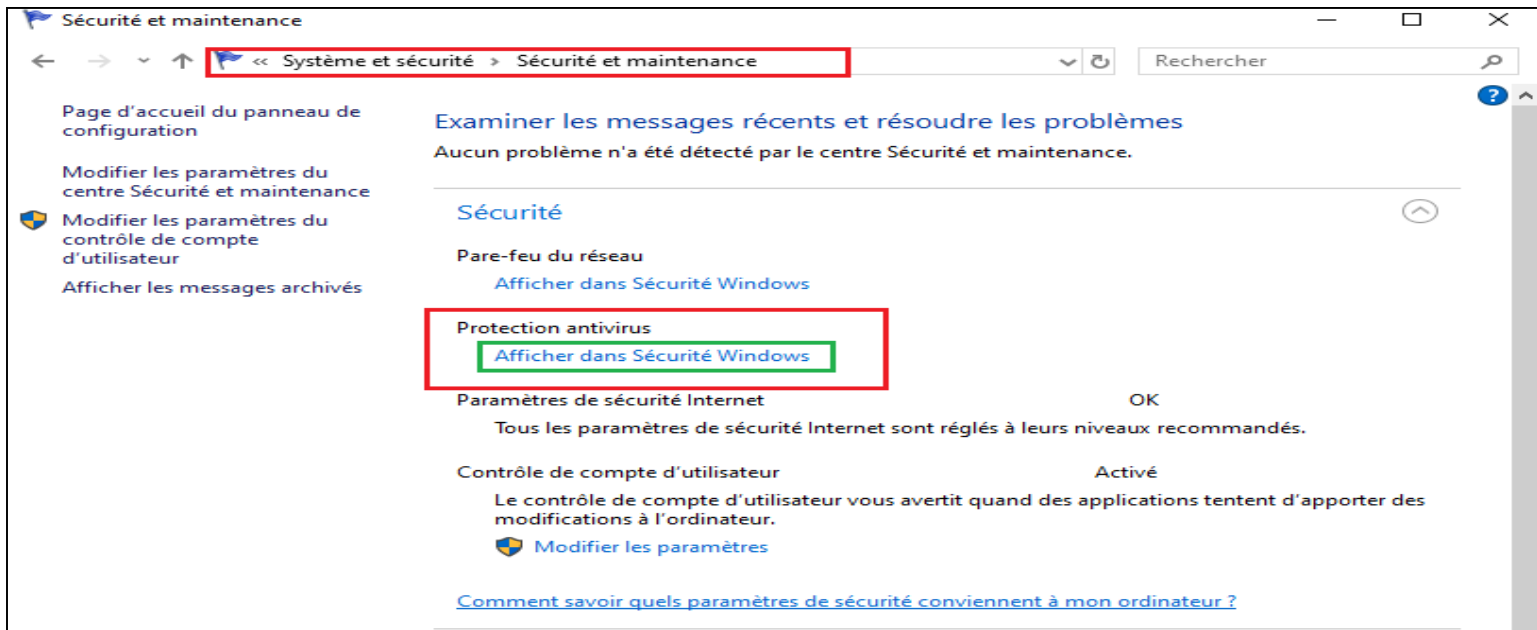 Sécurité et maintenance
« Système et sécurité > Sécurité et maintenance
Rechercher
Page d'accueil du panneau de
configuration
Modifier les paramètres du
centre Sécurité et maintenance
Modifier les paramètres du
contrôle de compte
d'utilisateur
Afficher les messages archivés
?
Examiner les messages récents et résoudre les problèmes
Aucun problème n'a été détecté par le centre Sécurité et maintenance.
Sécurité
Pare-feu du réseau
Afficher dans Sécurité Windows
Protection antivirus
Afficher dans Sécurité Windows
Paramètres de sécurité Internet OK
Tous les paramètres de sécurité Internet sont réglés à leurs niveaux recommandés.
Contrôle de compte d'utilisateur Activé
Le contrôle de compte d'utilisateur vous avertit quand des applications tentent d'apporter des
modifications à l'ordinateur.
Modifier les paramètres
Comment savoir quels paramètres de sécurité conviennent à mon ordinateur ?